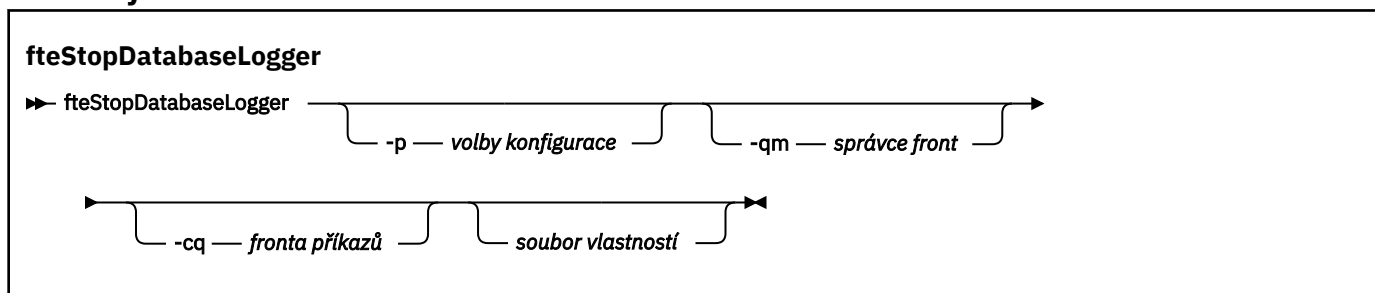 fteStopDatabaseLogger
fteStopDatabaseLogger
-p volby konfigurace -qm správce front
-cq fronta příkazů soubor vlastností